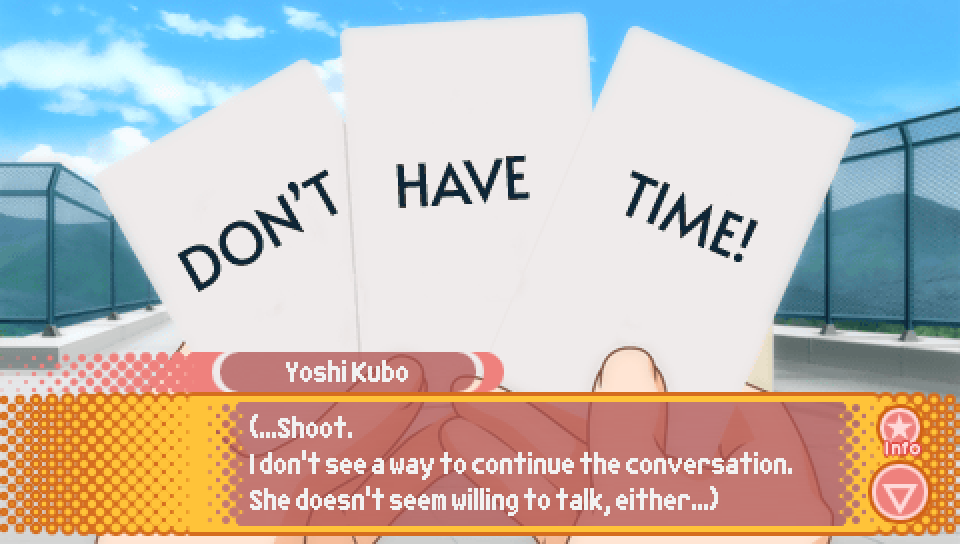 DON'T
HAVE
TIME!
Yoshi Kubo
(...Shoot.
I don't see a way to continue the conversation.
She doesn't seem willing to talk, either...)
Info